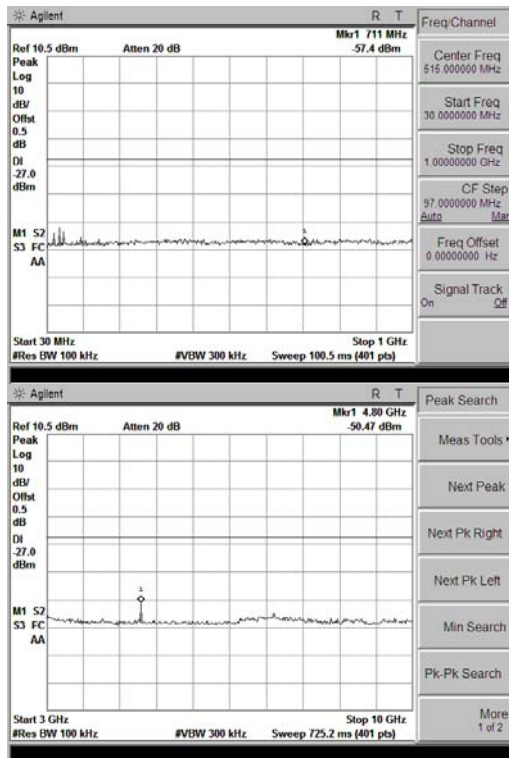 Agilent
R T
Freq/Channel
Mkr1 711 MHz
Ref 10.5 dBm
Atten 20 dB
-57.4 dBm
Peak
Log
10
dB/
Offst
0.5
dB
DI
-27.0
dBm
M1 S2
S3 FC
AA
1
Start 30 MHz
Stop 1 GHz
#Res BW 100 kHz
#VBW 300 kHz
Sweep 100.5 ms (401 pts)
Center Freq
515.000000 MHz
Start Freq
30.0000000 MHz
Stop Freq
1.00000000 GHz
CF Step
97.0000000 MHz
Auto Man
Freq Offset
0.00000000 Hz
Signal Track
On Off
Agilent
R T
Peak Search
Mkr1 4.80 GHz
Ref 10.5 dBm
Atten 20 dB
-50.47 dBm
Peak
Log
10
dB/
Offst
0.5
dB
DI
-27.0
dBm
M1 S2
S3 FC
AA
1
Start 3 GHz
Stop 10 GHz
#Res BW 100 kHz
#VBW 300 kHz
Sweep 725.2 ms (401 pts)
Meas Tools
Next Peak
Next Pk Right
Next Pk Left
Min Search
Pk-Pk Search
More
1 of 2